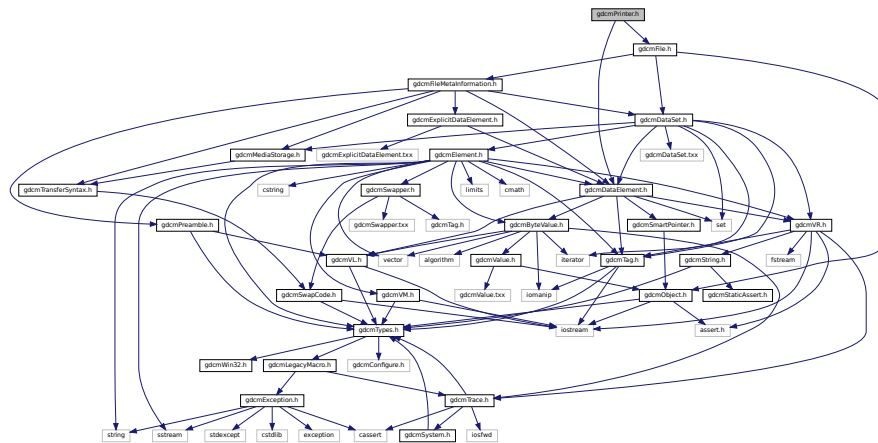 gdcmPrinter.h
gdcmFile.h
gdcmFileMetaInformation.h
gdcmExplicitDataElement.h
gdcmDataSet.h
gdcmMediaStorage.h
gdcmExplicitDataElement.txx
gdcmElement.h
gdcmDataSet.txx
gdcmTransferSyntax.h
cstring
gdcmSwapper.h
limits
cmath
gdcmDataElement.h
gdcmPreamble.h
gdcmSwapper.txx
gdcmTag.h
gdcmByteValue.h
gdcmSmartPointer.h
set
gdcmVR.h
gdcmVL.h
vector
algorithm
gdcmValue.h
iterator
gdcmTag.h
gdcmString.h
fstream
gdcmSwapCode.h
gdcmVM.h
gdcmValue.txx
iomanip
gdcmObject.h
gdcmStaticAssert.h
gdcmTypes.h
iostream
assert.h
gdcmWin32.h
gdcmLegacyMacro.h
gdcmConfigure.h
gdcmException.h
gdcmTrace.h
string
sstream
stdexcept
cstdlib
exception
cassert
gdcmSystem.h
iosfwd